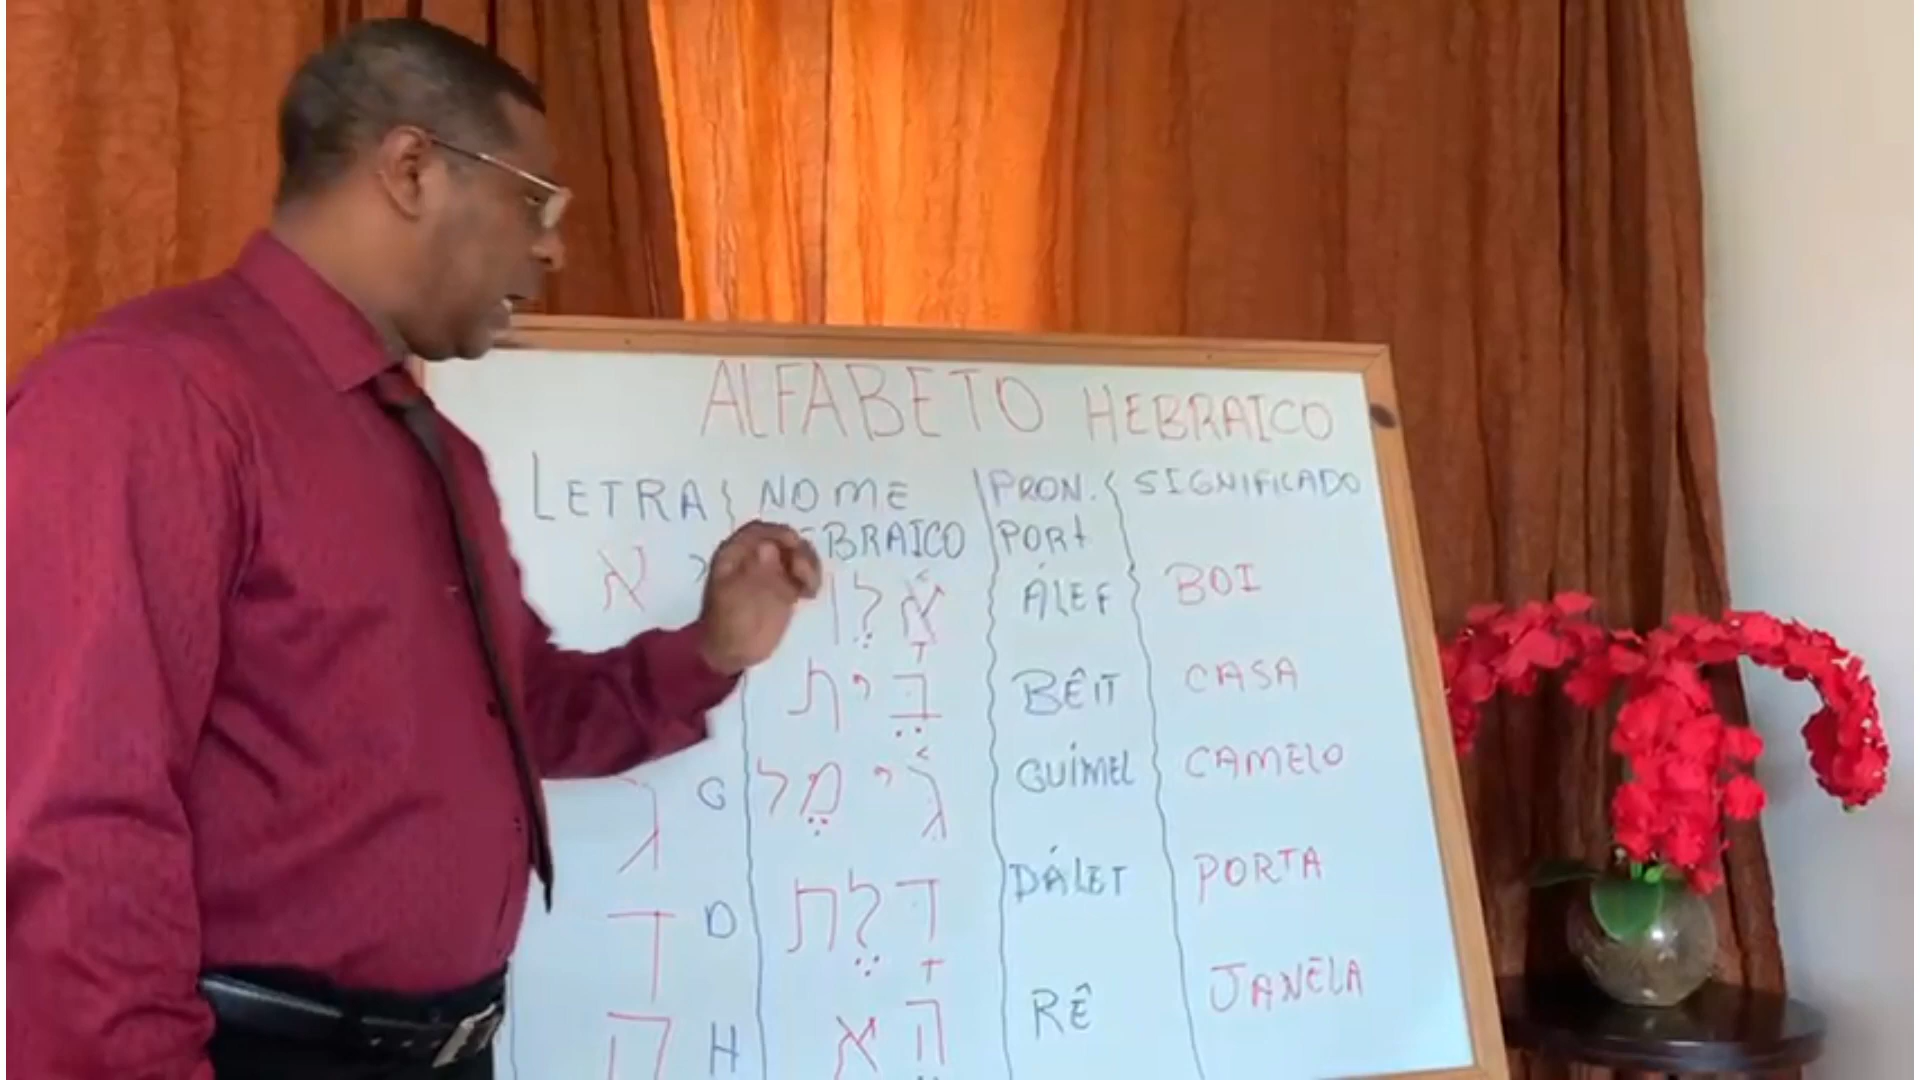 ALFABETO HEBRAICO
LETRA NOME PRON. SIGNIFICADO
HEBRAICO PORT
א אָלֶף ÁLEF BOI
בֵּית BÊIT CASA
ג G גִּימֶל GUÍMEL CAMELO
ד D דָּלֶת DÁLET PORTA
ה H הֵא RÊ JANELA